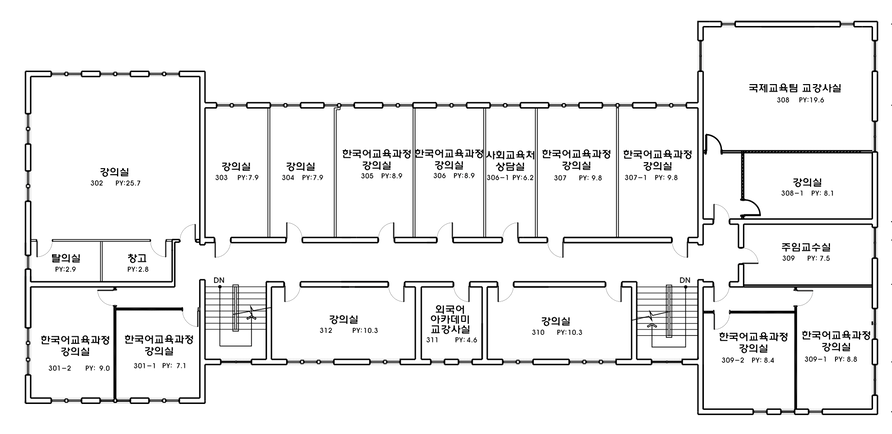 국제교육팀 교강사실
308 PY:19.6
강의실
302 PY:25.7
강의실
303 PY:7.9
강의실
304 PY:7.9
한국어교육과정
강의실
305 PY:8.9
한국어교육과정
강의실
306 PY:8.9
사회교육처
상담실
306-1 PY:6.2
한국어교육과정
강의실
307 PY: 9.8
한국어교육과정
강의실
307-1 PY: 9.8
강의실
308-1 PY: 8.1
탈의실
PY:2.9
창고
PY:2.8
주임교수실
309 PY: 7.5
DN
DN
한국어교육과정
강의실
301-2 PY: 9.0
한국어교육과정
강의실
301-1 PY: 7.1
강의실
312 PY:10.3
외국어
아카데미
교강사실
311 PY: 4.6
강의실
310 PY:10.3
한국어교육과정
강의실
309-2 PY: 8.4
한국어교육과정
강의실
309-1 PY: 8.8